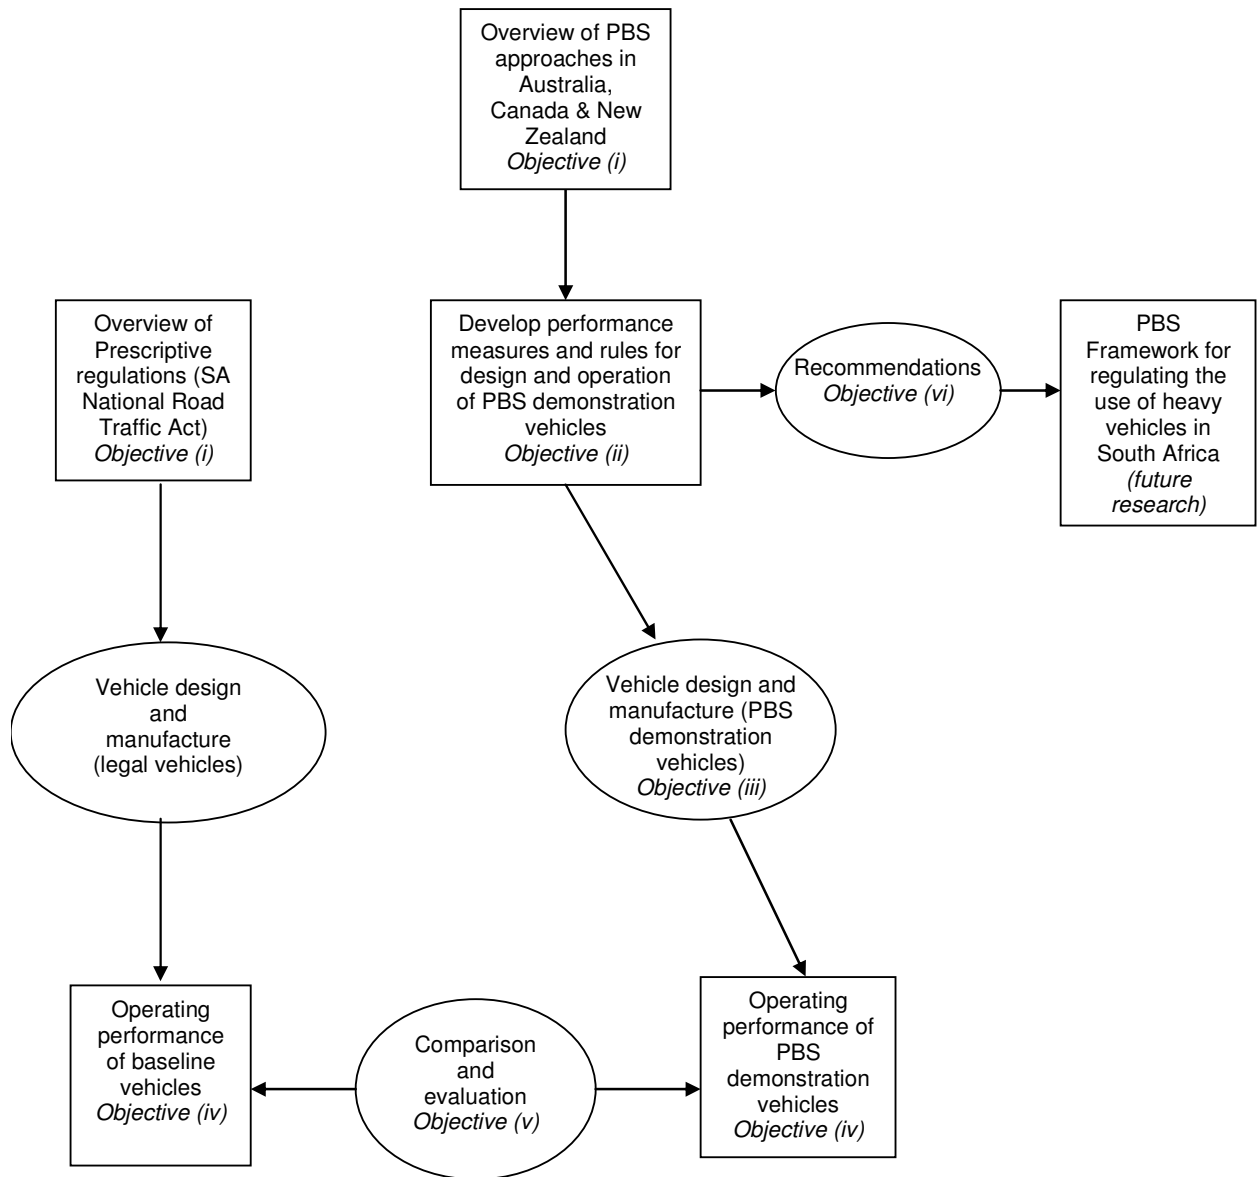 Overview of PBS
approaches in
Australia,
Canada & New
Zealand
Objective (i)
Overview of
Prescriptive
regulations (SA
National Road
Traffic Act)
Objective (i)
Develop performance
measures and rules for
design and operation
of PBS demonstration
vehicles
Objective (ii)
Recommendations
Objective (vi)
PBS
Framework for
regulating the
use of heavy
vehicles in
South Africa
(future
research)
Vehicle design
and
manufacture
(legal vehicles)
Vehicle design and
manufacture (PBS
demonstration
vehicles)
Objective (iii)
Operating
performance
of baseline
vehicles
Objective (iv)
Comparison
and
evaluation
Objective (v)
Operating
performance of
PBS
demonstration
vehicles
Objective (iv)